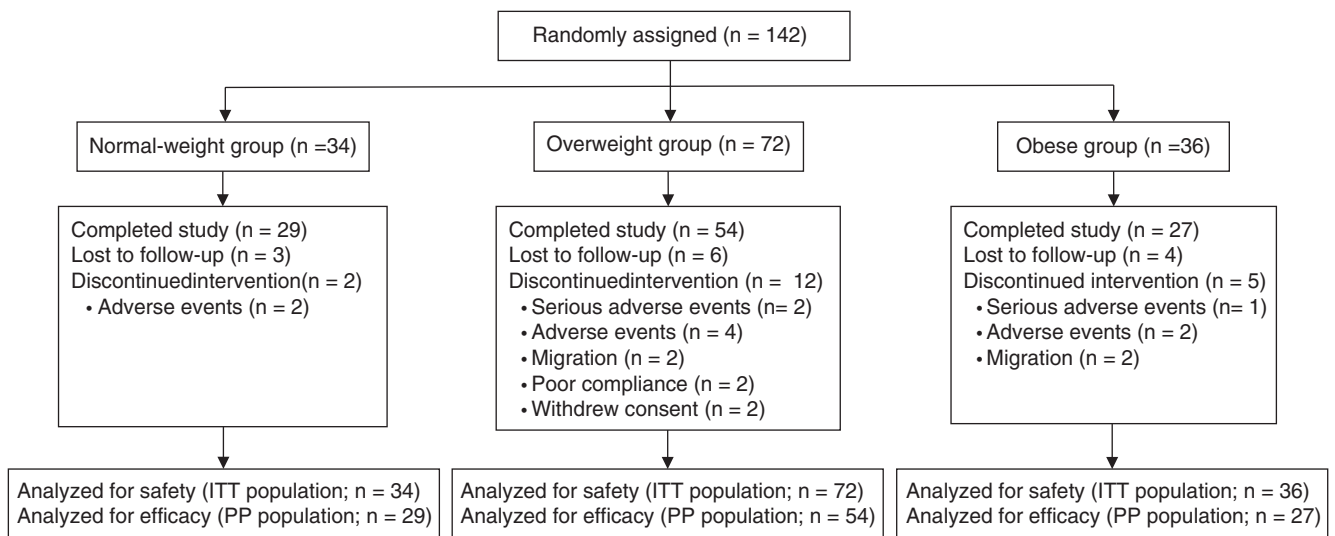 Randomly assigned (n = 142)
Normal-weight group (n =34)
Overweight group (n = 72)
Obese group (n =36)
Completed study (n = 29)
Lost to follow-up (n = 3)
Discontinuedintervention(n = 2)
• Adverse events (n = 2)
Completed study (n = 54)
Lost to follow-up (n = 6)
Discontinuedintervention (n = 12)
• Serious adverse events (n= 2)
• Adverse events (n = 4)
• Migration (n = 2)
• Poor compliance (n = 2)
• Withdrew consent (n = 2)
Completed study (n = 27)
Lost to follow-up (n = 4)
Discontinued intervention (n = 5)
• Serious adverse events (n= 1)
• Adverse events (n = 2)
• Migration (n = 2)
Analyzed for safety (ITT population; n = 34)
Analyzed for efficacy (PP population; n = 29)
Analyzed for safety (ITT population; n = 72)
Analyzed for efficacy (PP population; n = 54)
Analyzed for safety (ITT population; n = 36)
Analyzed for efficacy (PP population; n = 27)